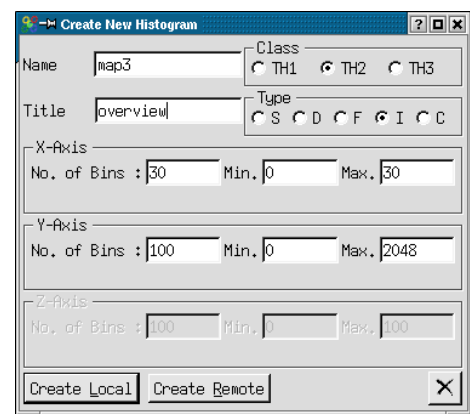 Create New Histogram
Class
Name map3 TH1 TH2 TH3
Type
Title overview S D F I C
X-Axis
No. of Bins : 30 Min. 0 Max. 30
Y-Axis
No. of Bins : 100 Min. 0 Max. 2048
Z-Axis
No. of Bins : 100 Min. 0 Max. 100
Create Local Create Remote